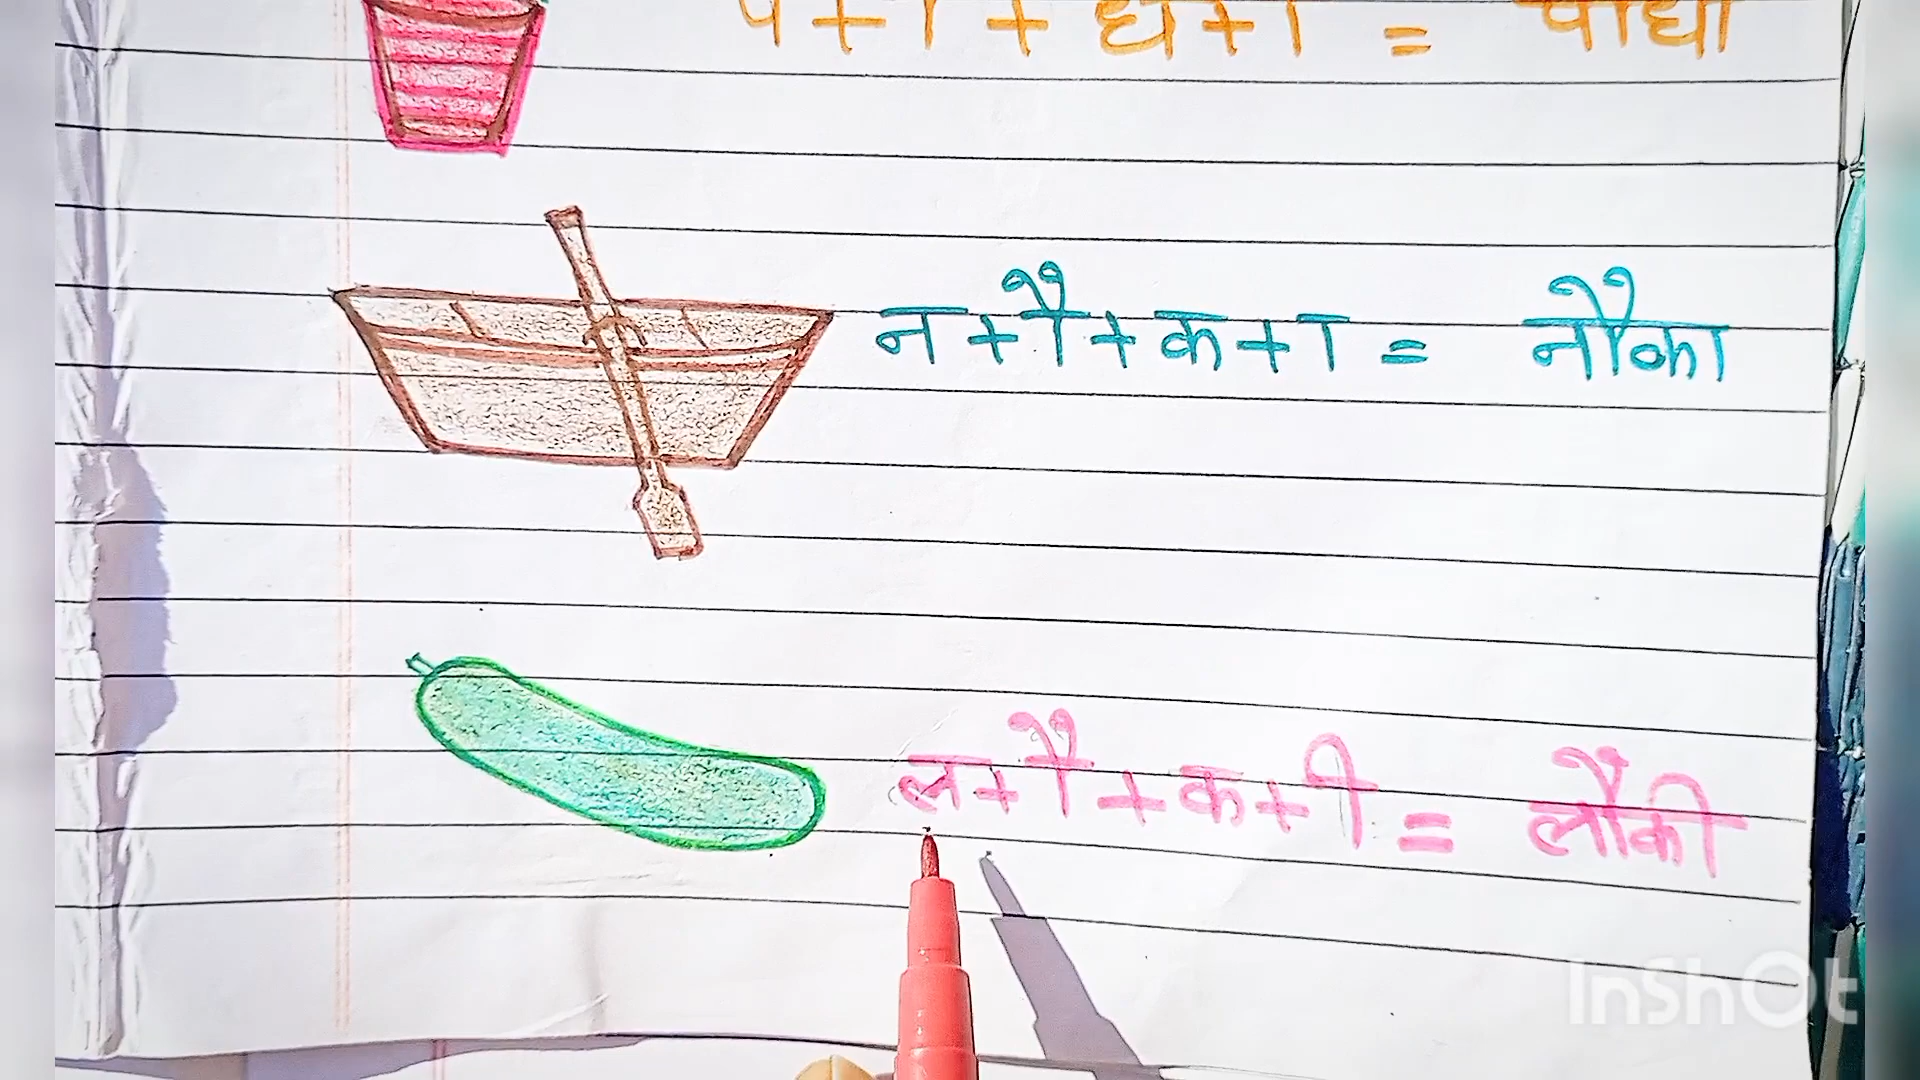 न+ौ+क+ा = नौका
ल+ौ+क+ी = लौकी
InShOt